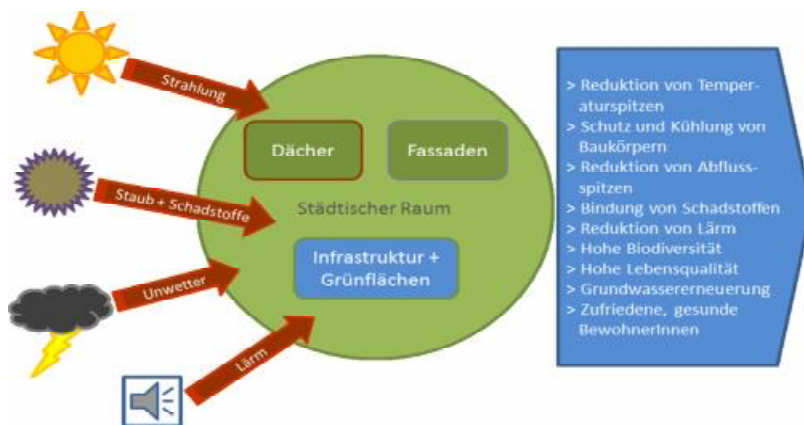 Strahlung
Staub + Schadstoffe
Unwetter
Lärm
Dächer
Fassaden
Städtischer Raum
Infrastruktur +
Grünflächen
> Reduktion von Temper-
aturspitzen
> Schutz und Kühlung von
Baukörpern
> Reduktion von Abfluss-
spitzen
> Bindung von Schadstoffen
> Reduktion von Lärm
> Hohe Biodiversität
> Hohe Lebensqualität
> Grundwassererneuerung
> Zufriedene, gesunde
BewohnerInnen